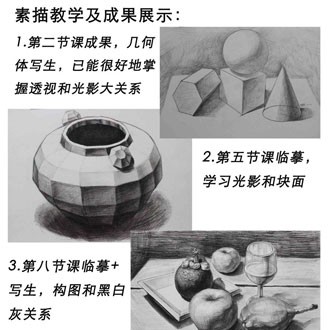 素描教学及成果展示：
1.第二节课成果，几何
体写生，已能很好地掌
握透视和光影大关系
2.第五节课临摹，
学习光影和块面
3.第八节课临摹+
写生，构图和黑白
灰关系